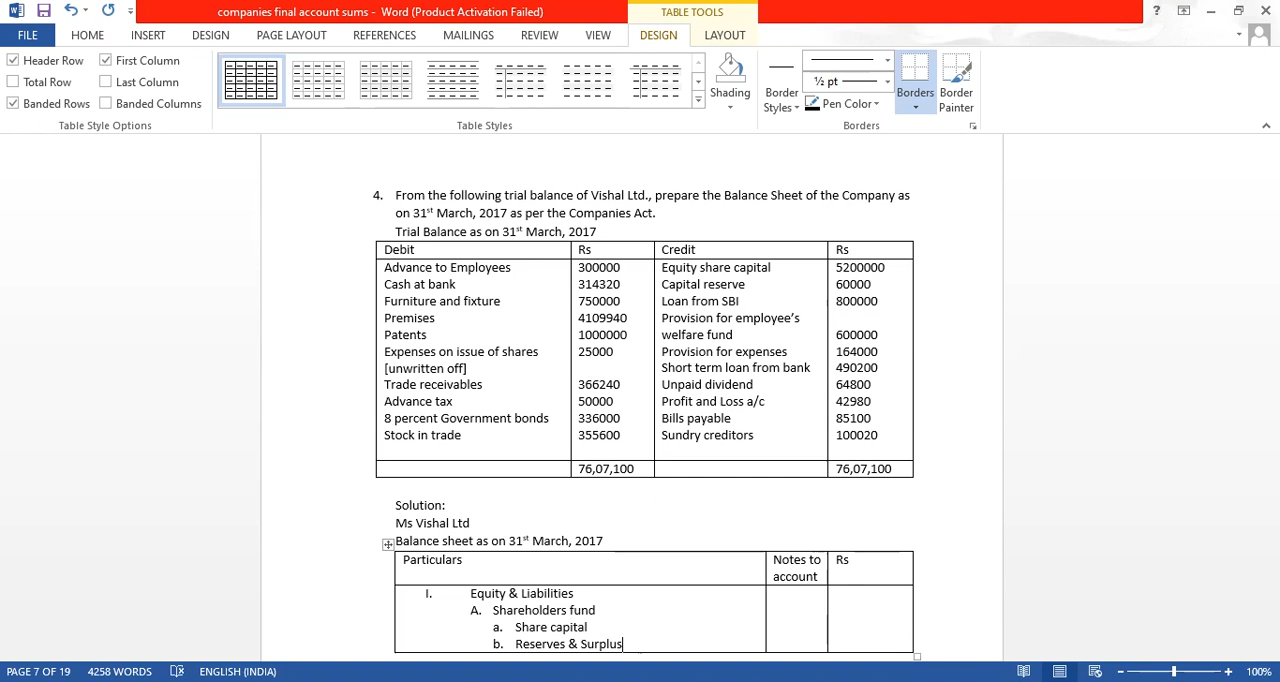 companies final account sums - Word (Product Activation Failed)
TABLE TOOLS
?
FILE HOME INSERT DESIGN PAGE LAYOUT REFERENCES MAILINGS REVIEW VIEW DESIGN LAYOUT
Header Row First Column
Total Row Last Column
Banded Rows Banded Columns
Table Style Options
Table Styles
Shading
Border Styles
½ pt
Pen Color
Borders
Border Painter
Borders
4. From the following trial balance of Vishal Ltd., prepare the Balance Sheet of the Company as
on 31st March, 2017 as per the Companies Act.
Trial Balance as on 31st March, 2017
Debit Rs Credit Rs
Advance to Employees 300000 Equity share capital 5200000
Cash at bank 314320 Capital reserve 60000
Furniture and fixture 750000 Loan from SBI 800000
Premises 4109940 Provision for employee’s
Patents 1000000 welfare fund 600000
Expenses on issue of shares 25000 Provision for expenses 164000
[unwritten off] Short term loan from bank 490200
Trade receivables 366240 Unpaid dividend 64800
Advance tax 50000 Profit and Loss a/c 42980
8 percent Government bonds 336000 Bills payable 85100
Stock in trade 355600 Sundry creditors 100020
76,07,100 76,07,100
Solution:
Ms Vishal Ltd
Balance sheet as on 31st March, 2017
Particulars Notes to account Rs
I. Equity & Liabilities
A. Shareholders fund
a. Share capital
b. Reserves & Surplus
PAGE 7 OF 19 4258 WORDS ENGLISH (INDIA) 100%